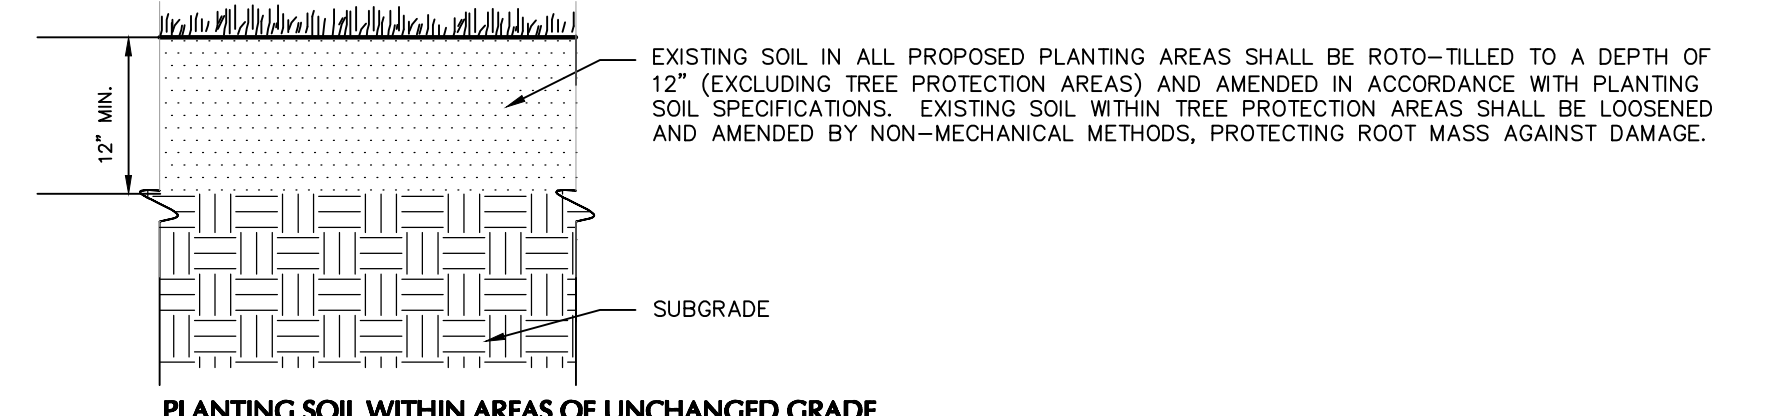 EXISTING SOIL IN ALL PROPOSED PLANTING AREAS SHALL BE ROTO-TILLED TO A DEPTH OF
12" (EXCLUDING TREE PROTECTION AREAS) AND AMENDED IN ACCORDANCE WITH PLANTING
SOIL SPECIFICATIONS. EXISTING SOIL WITHIN TREE PROTECTION AREAS SHALL BE LOOSENED
AND AMENDED BY NON-MECHANICAL METHODS, PROTECTING ROOT MASS AGAINST DAMAGE.
12" MIN.
SUBGRADE
PLANTING SOIL WITHIN AREAS OF UNCHANGED GRADE